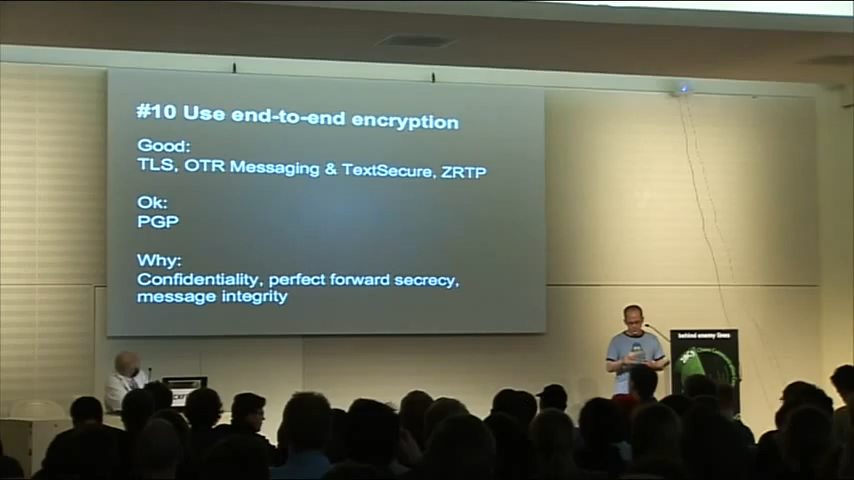 #10 Use end-to-end encryption
Good:
TLS, OTR Messaging & TextSecure, ZRTP
Ok:
PGP
Why:
Confidentiality, perfect forward secrecy,
message integrity
behind enemy lines